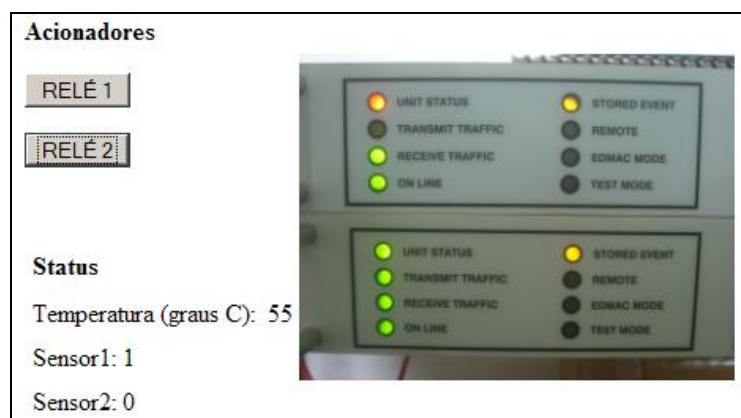 Acionadores
RELÉ 1
RELÉ 2
Status
Temperatura (graus C): 55
Sensor1: 1
Sensor2: 0
UNIT STATUS
TRANSMIT TRAFFIC
RECEIVE TRAFFIC
ON LINE
STORED EVENT
REMOTE
EDMAC MODE
TEST MODE
UNIT STATUS
TRANSMIT TRAFFIC
RECEIVE TRAFFIC
ON LINE
STORED EVENT
REMOTE
EDMAC MODE
TEST MODE